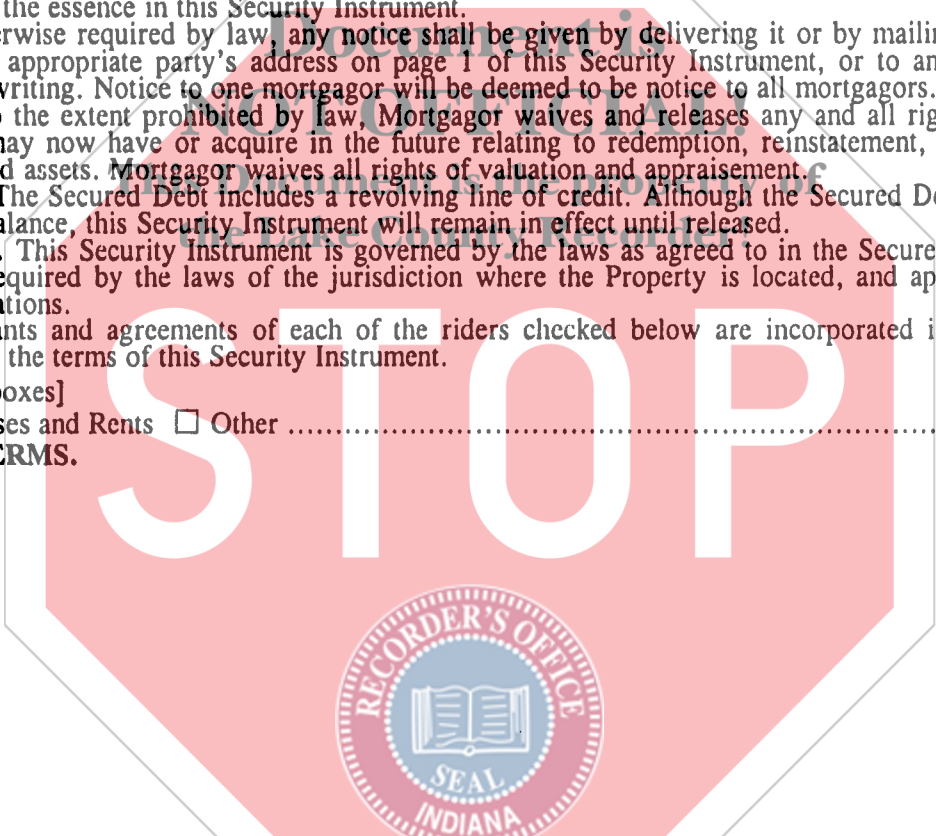 the essence in this Security Instrument.
Document is
erwise required by law, any notice shall be given by delivering it or by mailin
appropriate party's address on page 1 of this Security Instrument, or to an
writing. Notice to one mortgagor will be deemed to be notice to all mortgagors.
NOT OFFICIAL!
the extent prohibited by law, Mortgagor waives and releases any and all rig
may now have or acquire in the future relating to redemption, reinstatement,
d assets. Mortgagor waives all rights of valuation and appraisement.
This Document is the property of
The Secured Debt includes a revolving line of credit. Although the Secured De
alance, this Security Instrument will remain in effect until released.
the Lake County Recorder!
. This Security Instrument is governed by the laws as agreed to in the Secure
equired by the laws of the jurisdiction where the Property is located, and ap
ations.
ants and agreements of each of the riders checked below are incorporated i
the terms of this Security Instrument.
boxes]
ses and Rents ☐ Other ....................
ERMS.
STOP
RECORDER'S OFFICE
SEAL
INDIANA